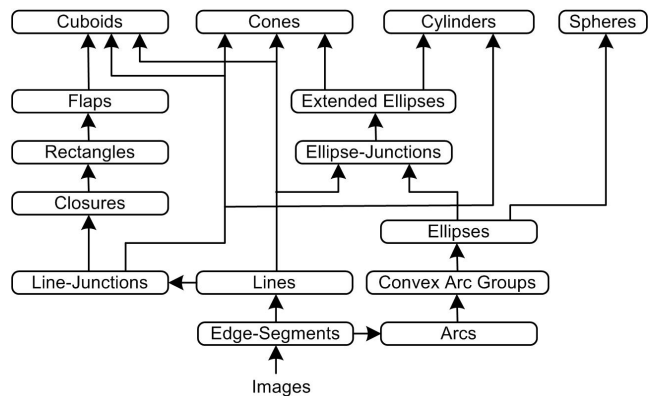 Cuboids
Cones
Cylinders
Spheres
Flaps
Extended Ellipses
Rectangles
Ellipse-Junctions
Closures
Ellipses
Line-Junctions
Lines
Convex Arc Groups
Edge-Segments
Arcs
Images